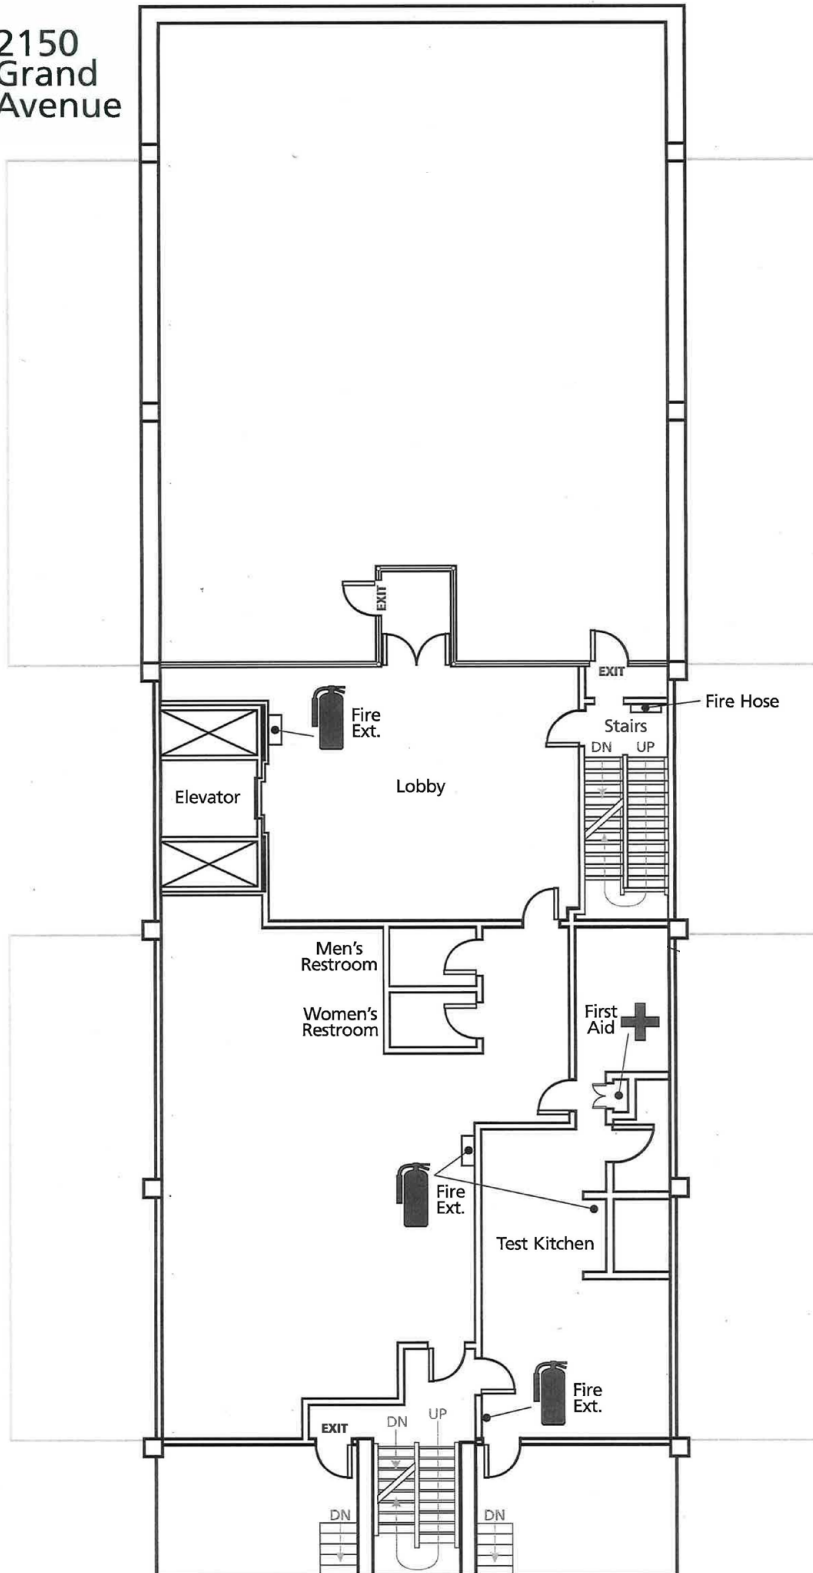 2150
Grand
Avenue
EXIT
EXIT
Fire Hose
Fire
Ext.
Stairs
DN
UP
Elevator
Lobby
Men's
Restroom
Women's
Restroom
First
Aid
Fire
Ext.
Test Kitchen
Fire
Ext.
EXIT
DN
UP
DN
DN